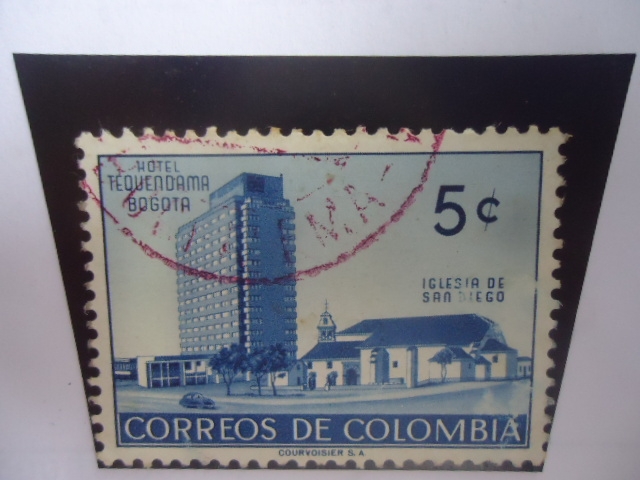 HOTEL
TEQUENDAMA
BOGOTA
5¢
IGLESIA DE
SAN DIEGO
CORREOS DE COLOMBIA
COURVOISIER S.A.